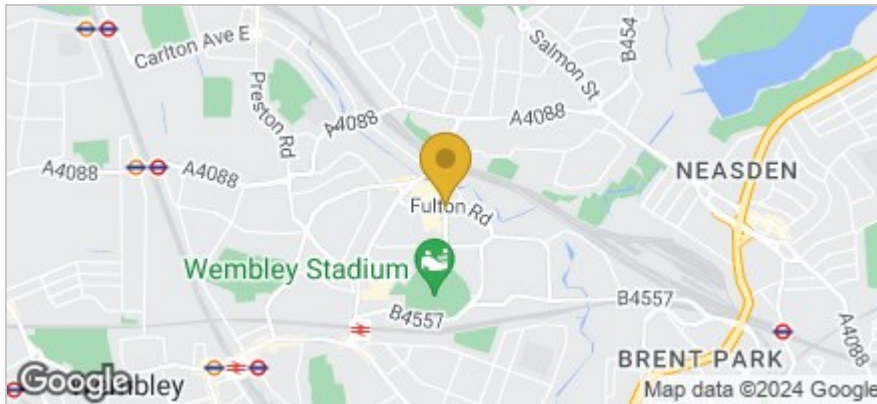 Carlton Ave E
Preston Rd
Salmon St
B454
A4088
A4088
A4088
A4088
NEASDEN
Fulton Rd
Wembley Stadium
B4557
B4557
BRENT PARK
A4088
Google
Map data ©2024 Google